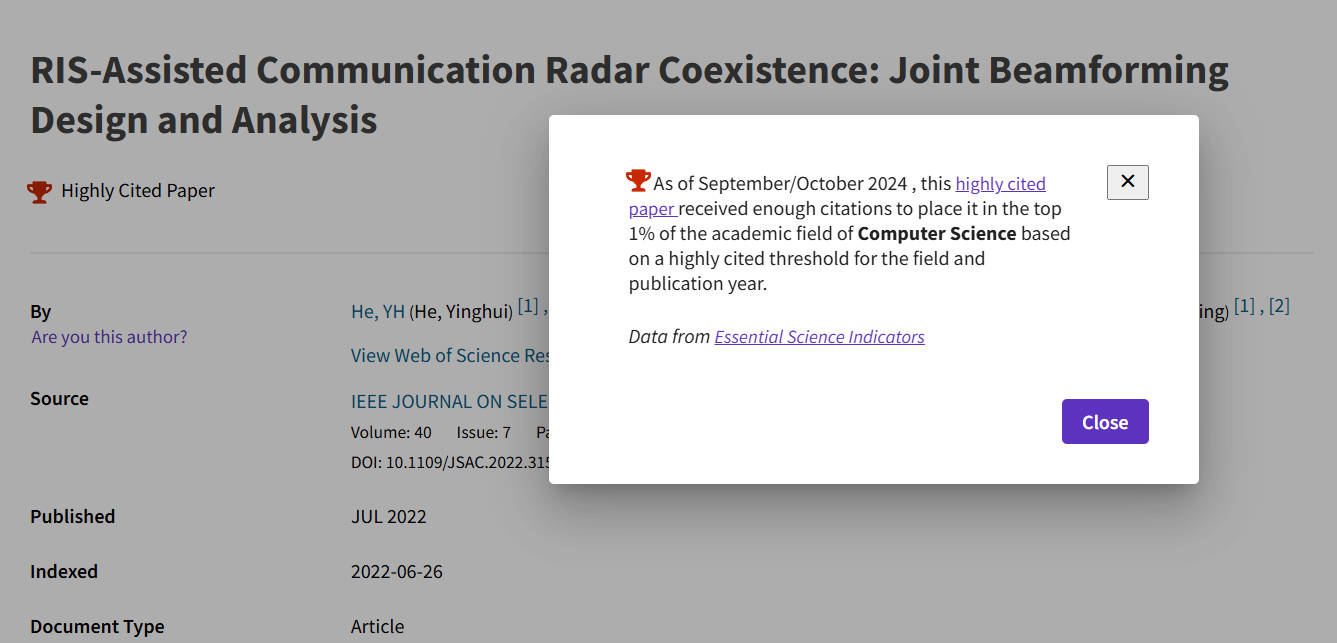 RIS-Assisted Communication Radar Coexistence: Joint Beamforming
Design and Analysis
Highly Cited Paper
As of September/October 2024 , this highly cited
paper received enough citations to place it in the top
1% of the academic field of Computer Science based
on a highly cited threshold for the field and
publication year.
Data from Essential Science Indicators
Close
By
Are you this author?
He, YH (He, Yinghui) [1] ,
ing) [1] , [2]
View Web of Science Res
Source
IEEE JOURNAL ON SELE
Volume: 40 Issue: 7 Pa
DOI: 10.1109/JSAC.2022.315
Published
JUL 2022
Indexed
2022-06-26
Document Type
Article